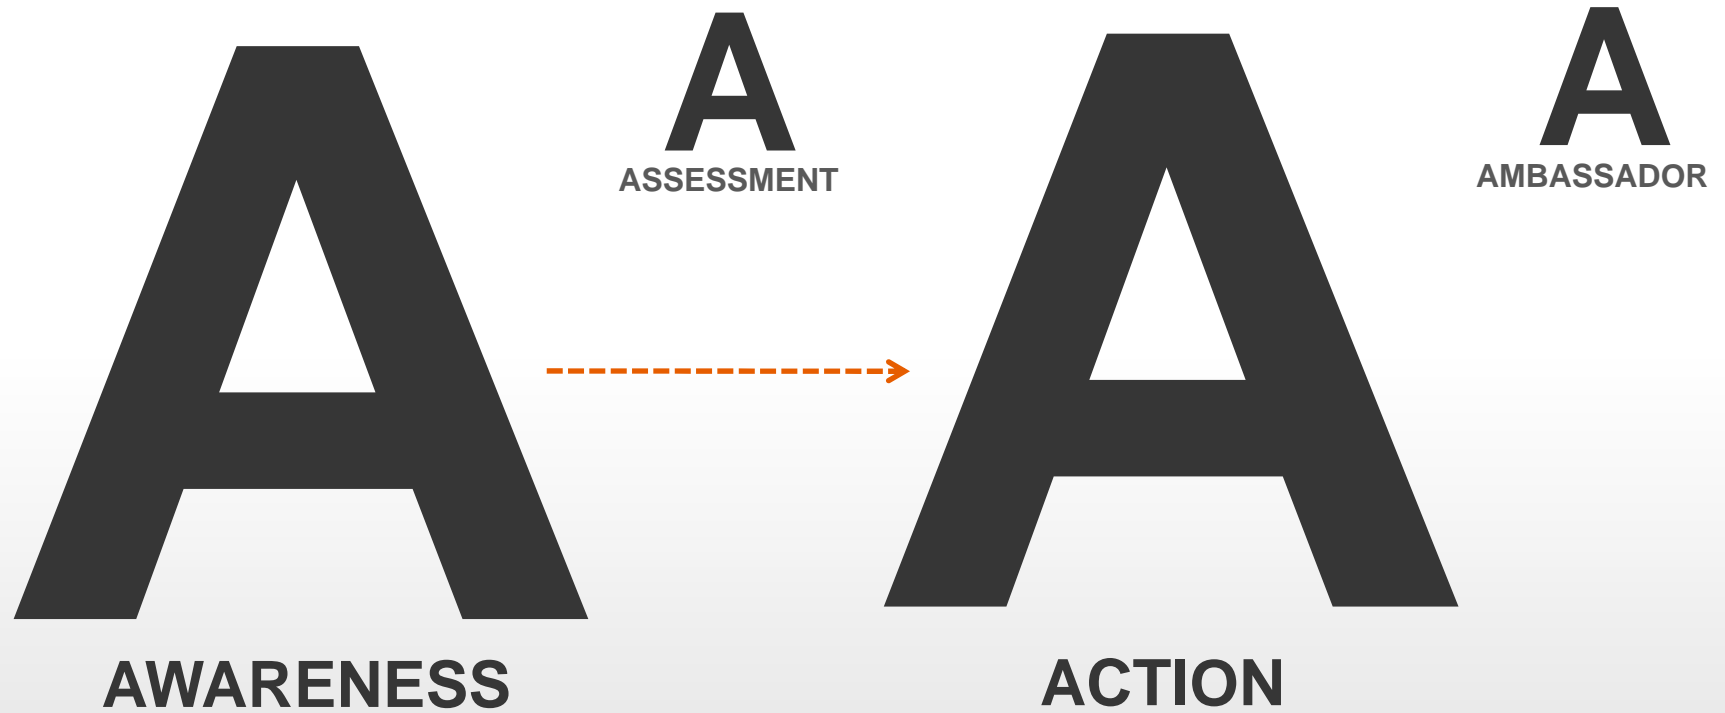 A
AWARENESS
A
ASSESSMENT
A
ACTION
A
AMBASSADOR